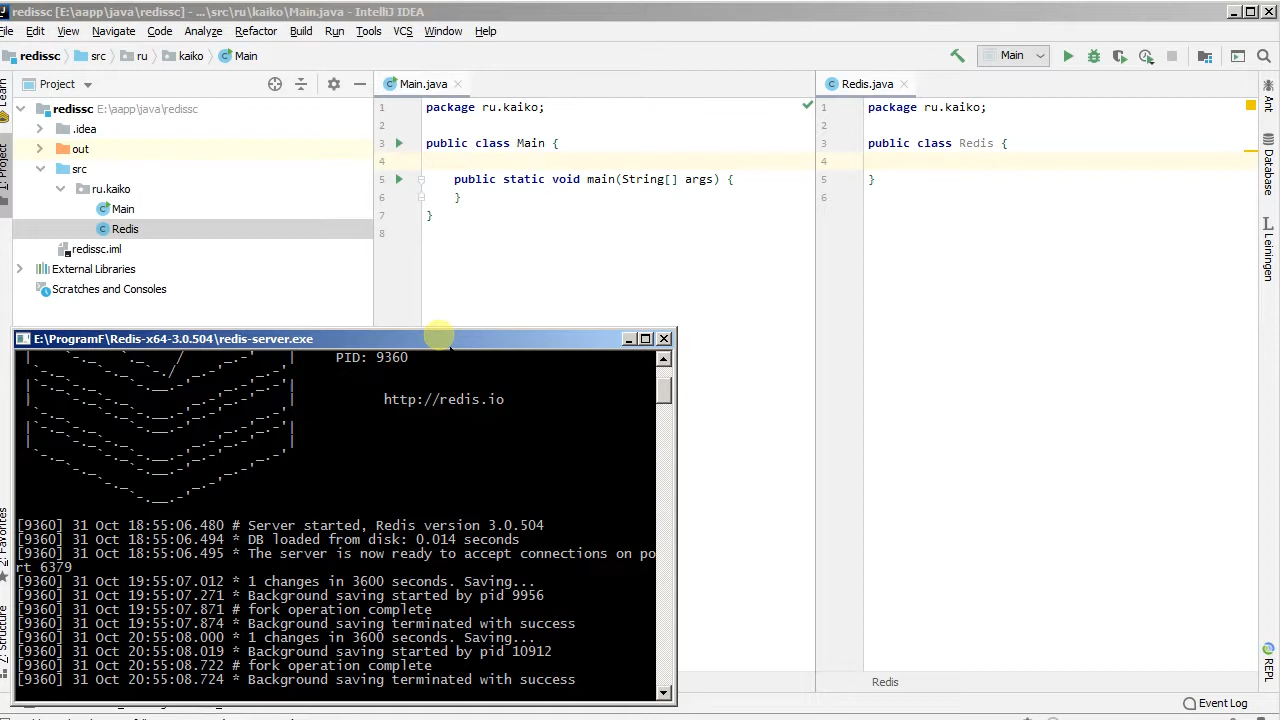 redissc [E:\aapp\java\redissc] - ...\src\ru\kaiko\Main.java - IntelliJ IDEA
File Edit View Navigate Code Analyze Refactor Build Run Tools VCS Window Help
redissc src ru kaiko Main
Main
Project
Main.java
Redis.java
Learn
1: Project
2: Favorites
7: Structure
redissc E:\aapp\java\redissc
.idea
out
src
ru.kaiko
Main
Redis
redissc.iml
External Libraries
Scratches and Consoles
1 package ru.kaiko;
2
3 public class Main {
4
5 public static void main(String[] args) {
6 }
7 }
8
1 package ru.kaiko;
2
3 public class Redis {
4
5 }
6
Ant
Database
Leiningen
REPL
E:\ProgramF\Redis-x64-3.0.504\redis-server.exe
PID: 9360
http://redis.io
[9360] 31 Oct 18:55:06.480 # Server started, Redis version 3.0.504
[9360] 31 Oct 18:55:06.494 * DB loaded from disk: 0.014 seconds
[9360] 31 Oct 18:55:06.495 * The server is now ready to accept connections on po
rt 6379
[9360] 31 Oct 19:55:07.012 * 1 changes in 3600 seconds. Saving...
[9360] 31 Oct 19:55:07.271 * Background saving started by pid 9956
[9360] 31 Oct 19:55:07.871 # fork operation complete
[9360] 31 Oct 19:55:07.874 * Background saving terminated with success
[9360] 31 Oct 20:55:08.000 * 1 changes in 3600 seconds. Saving...
[9360] 31 Oct 20:55:08.019 * Background saving started by pid 10912
[9360] 31 Oct 20:55:08.722 # fork operation complete
[9360] 31 Oct 20:55:08.724 * Background saving terminated with success
Redis
Event Log